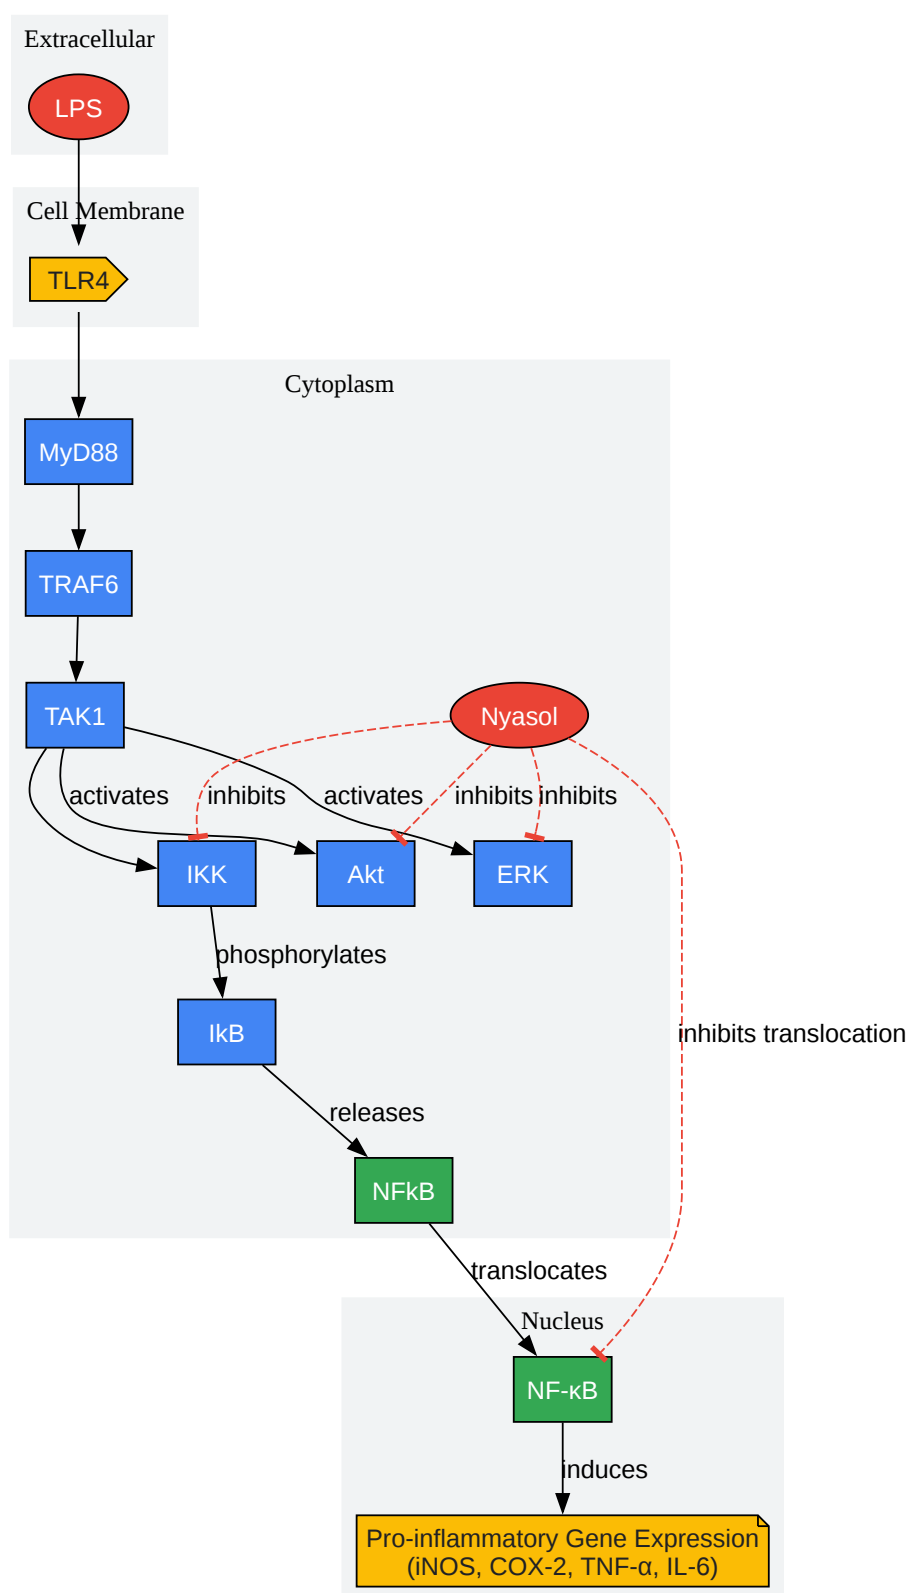 Extracellular
LPS
Cell Membrane
TLR4
Cytoplasm
MyD88
TRAF6
TAK1
Nyasol
activates
inhibits
activates
inhibits
inhibits
IKK
Akt
ERK
phosphorylates
IkB
inhibits translocation
releases
NFkB
translocates
Nucleus
NF-κB
induces
Pro-inflammatory Gene Expression
(iNOS, COX-2, TNF-α, IL-6)